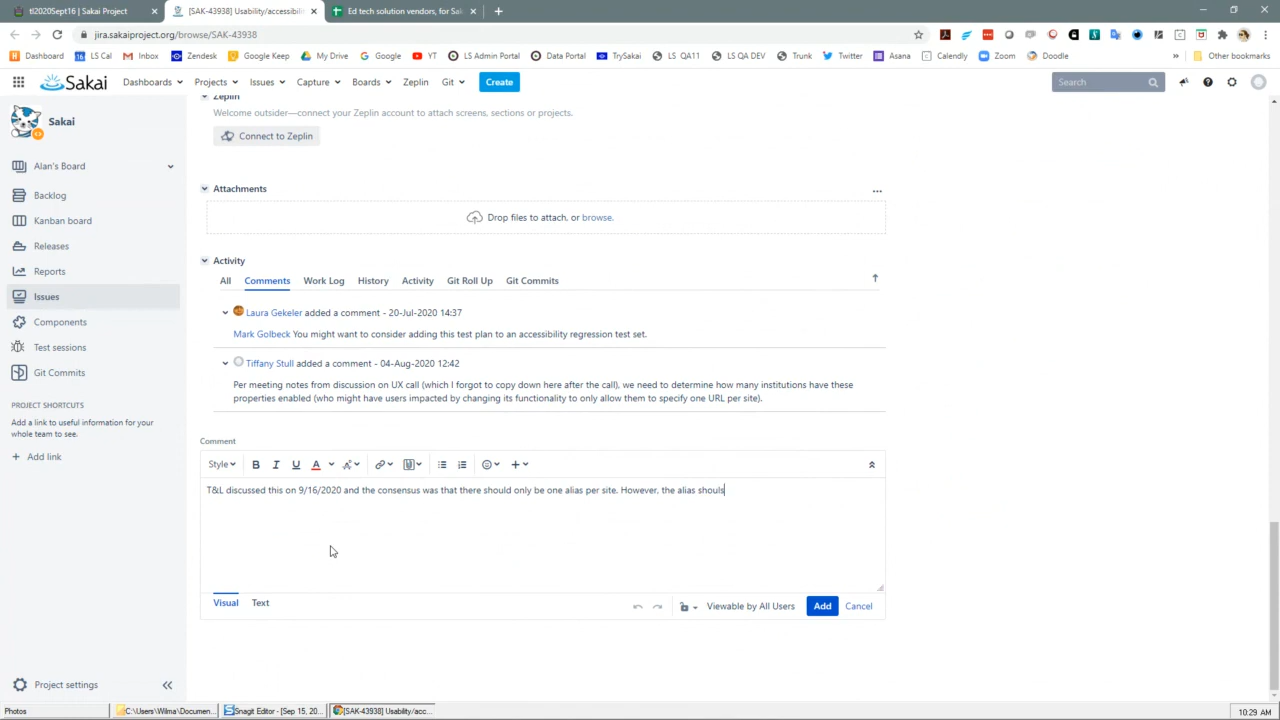 tl2020Sept16 | Sakai Project
[SAK-43938] Usability/accessibili
Ed tech solution vendors, for Sak
jira.sakaiproject.org/browse/SAK-43938
Dashboard LS Cal Inbox Zendesk Google Keep My Drive Google YT LS Admin Portal Data Portal TrySakai LS QA11 LS QA DEV Trunk Twitter Asana Calendly Zoom Doodle » Other bookmarks
Sakai Dashboards Projects Issues Capture Boards Zeplin Git Create Search
Sakai
Alan's Board
Backlog
Kanban board
Releases
Reports
Issues
Components
Test sessions
Git Commits
PROJECT SHORTCUTS
Add a link to useful information for your
whole team to see.
+ Add link
Project settings
Zeplin
Welcome outsider—connect your Zeplin account to attach screens, sections or projects.
Connect to Zeplin
Attachments
Drop files to attach, or browse.
Activity
All Comments Work Log History Activity Git Roll Up Git Commits
Laura Gekeler added a comment - 20-Jul-2020 14:37
Mark Golbeck You might want to consider adding this test plan to an accessibility regression test set.
Tiffany Stull added a comment - 04-Aug-2020 12:42
Per meeting notes from discussion on UX call (which I forgot to copy down here after the call), we need to determine how many institutions have these
properties enabled (who might have users impacted by changing its functionality to only allow them to specify one URL per site).
Comment
Style B I U A
T&L discussed this on 9/16/2020 and the consensus was that there should only be one alias per site. However, the alias shouls
Visual Text
Viewable by All Users Add Cancel
Photos
C:\Users\Wilma\Documen...
Snagit Editor - [Sep 15, 20...
[SAK-43938] Usability/acc...
10:29 AM